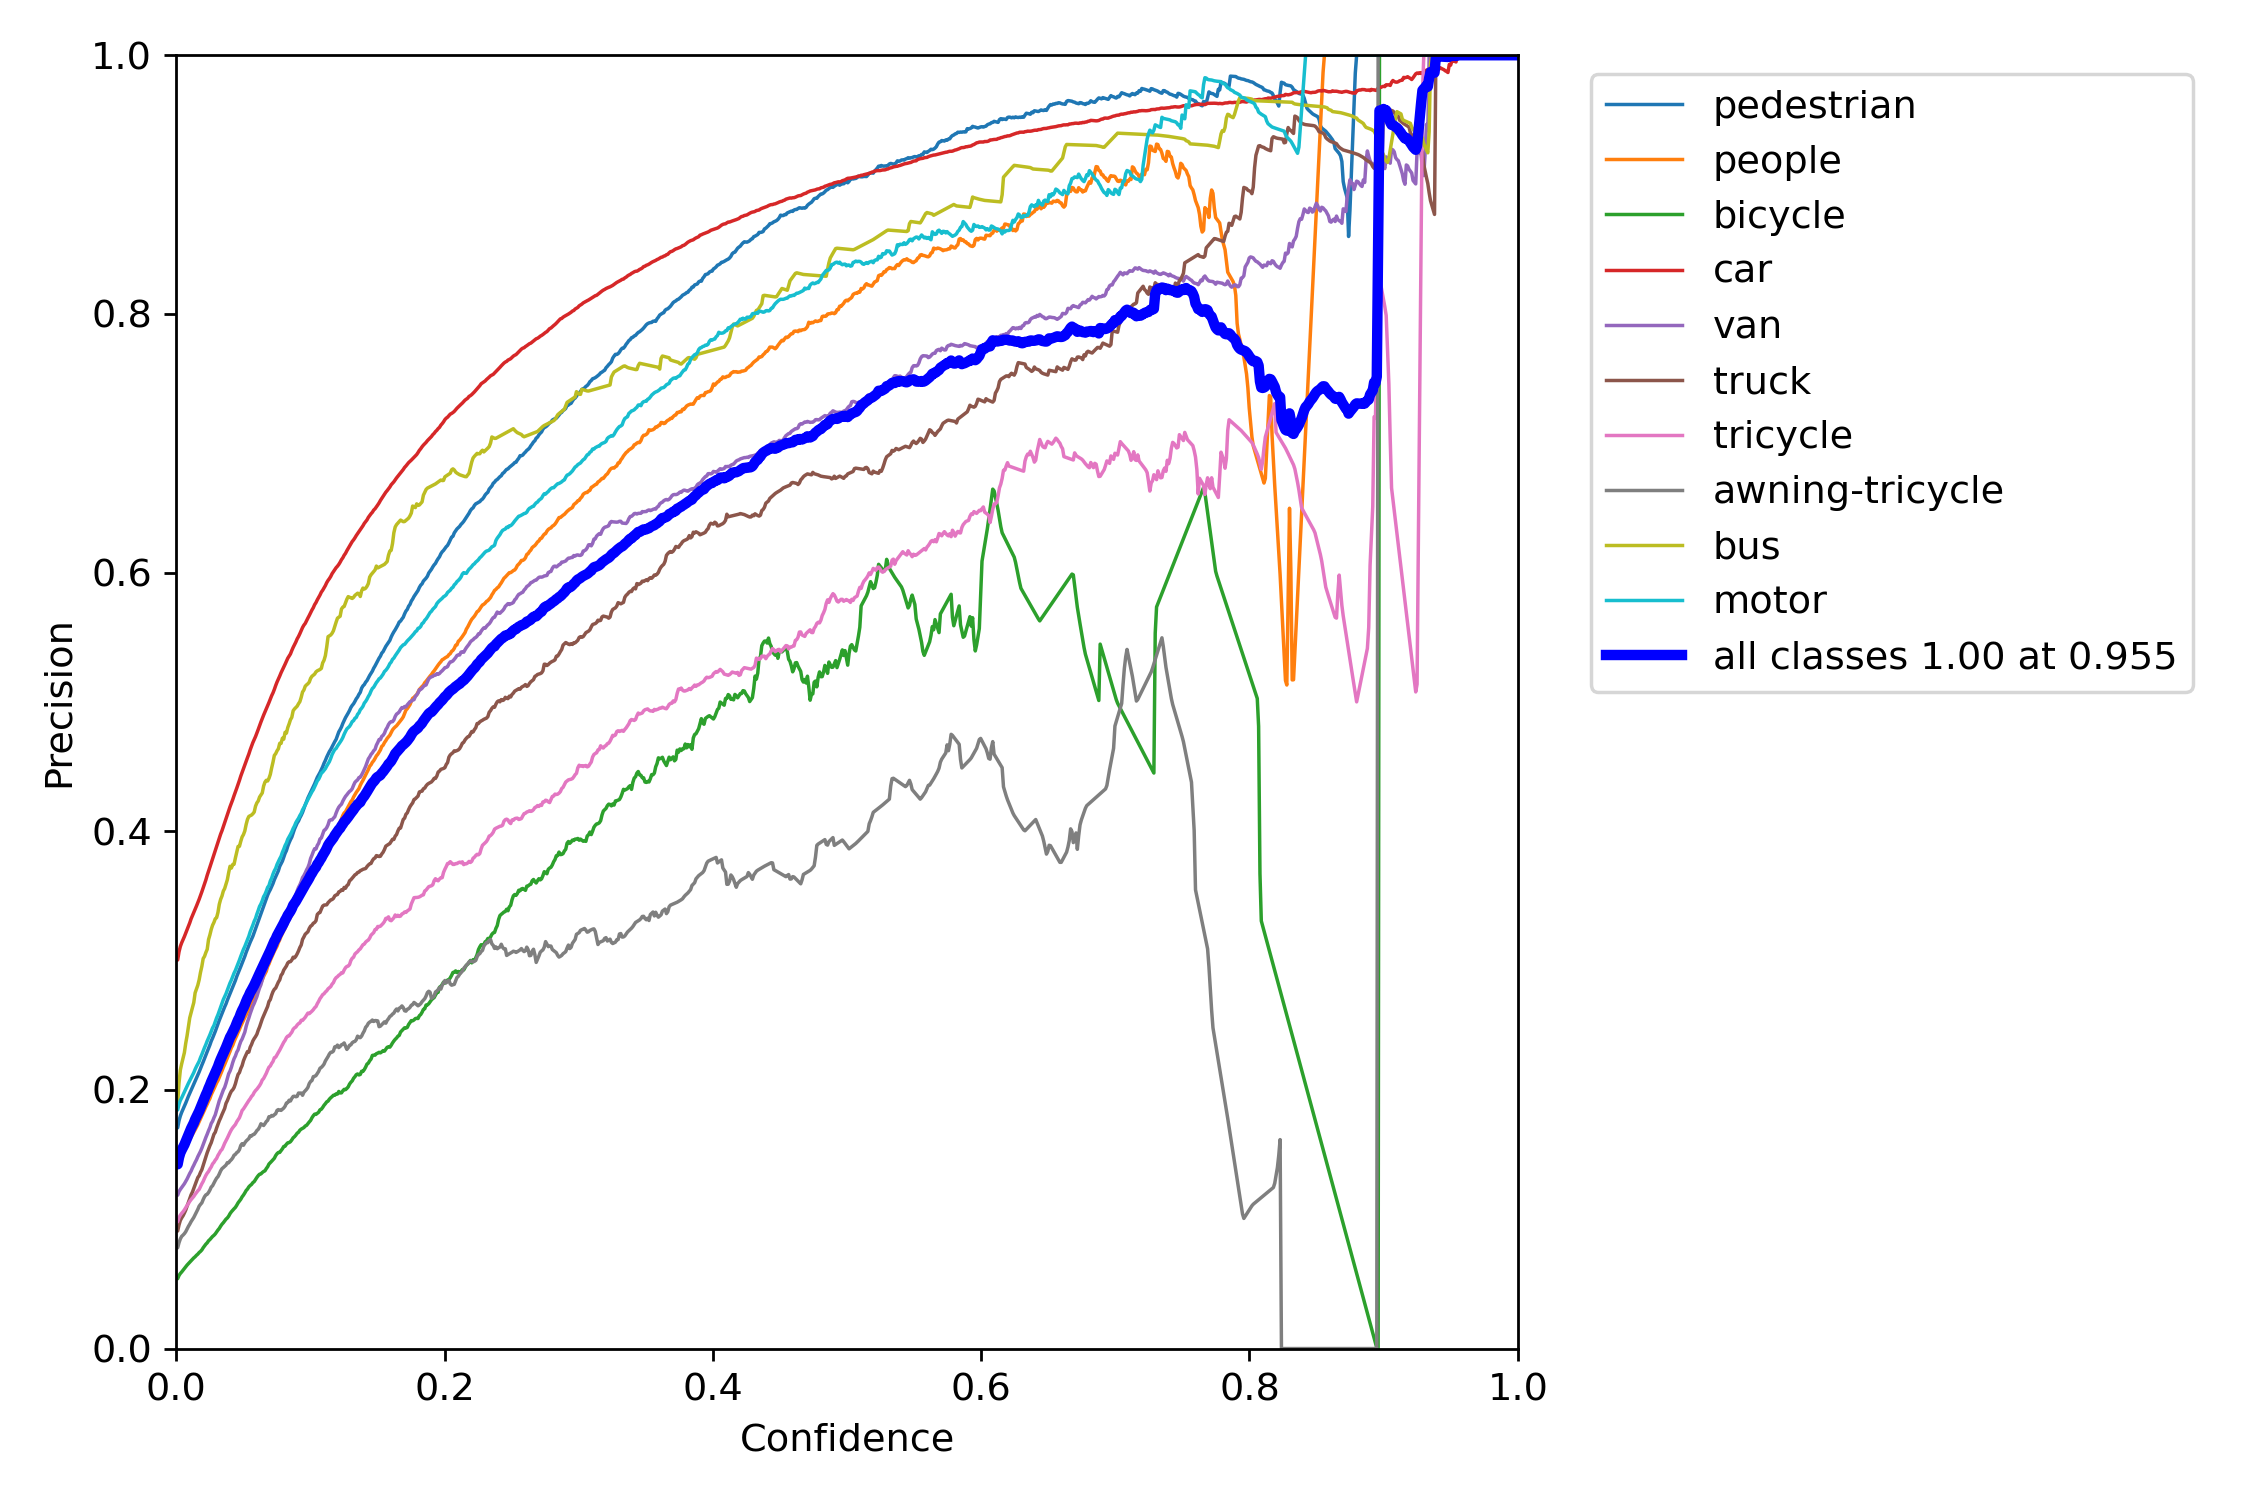 1.0
0.8
0.6
0.4
0.2
0.0
0.0 0.2 0.4 0.6 0.8 1.0
Precision
Confidence
pedestrian
people
bicycle
car
van
truck
tricycle
awning-tricycle
bus
motor
all classes 1.00 at 0.955